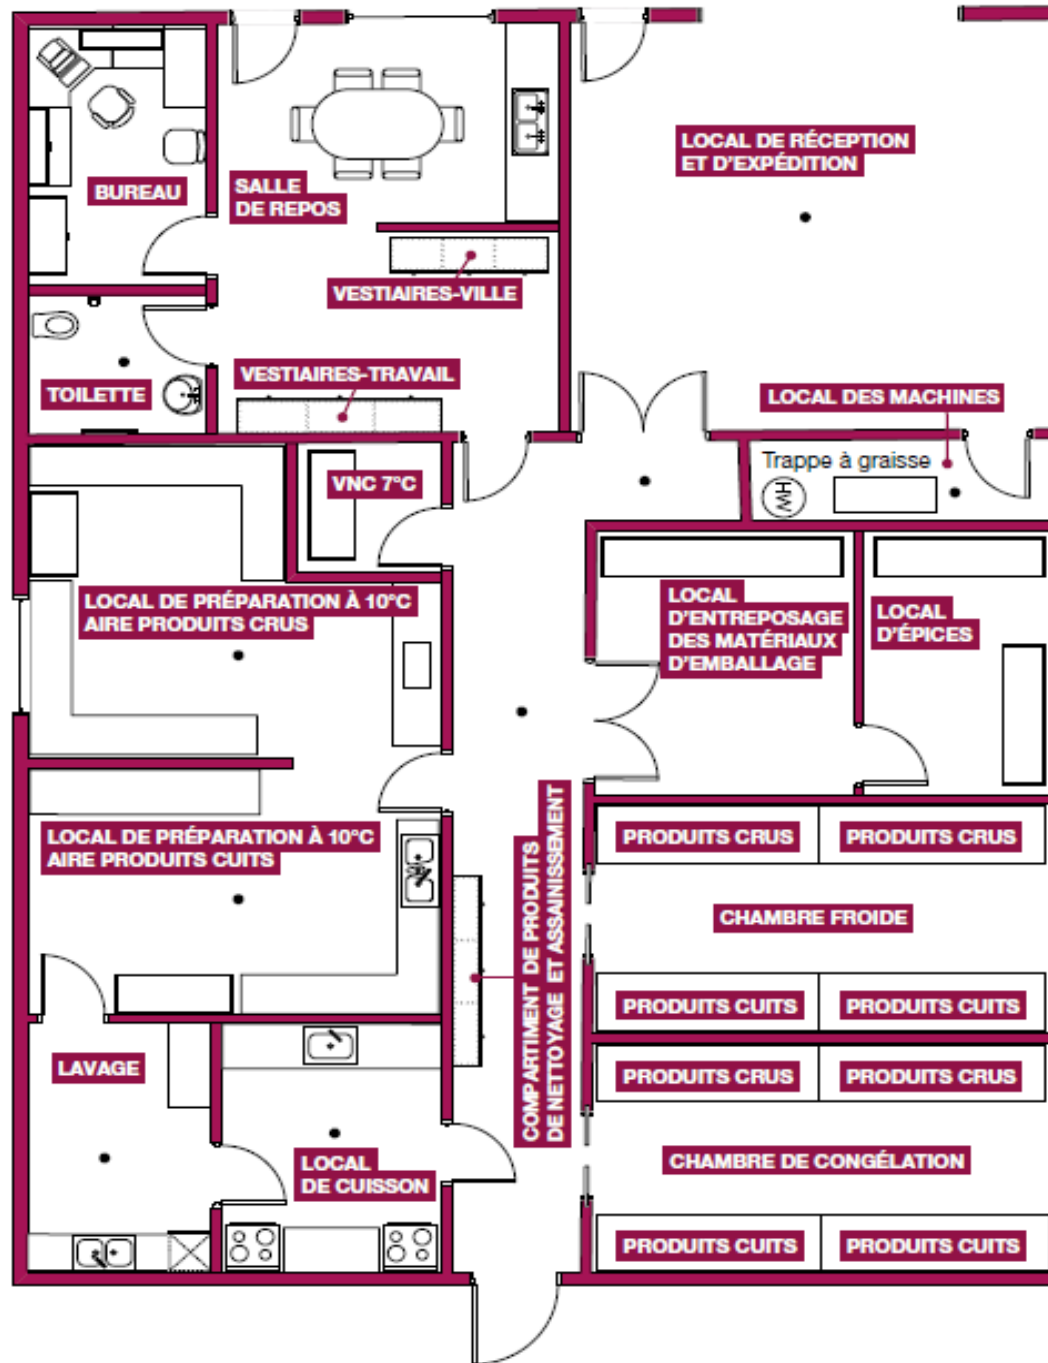 LOCAL DE RÉCEPTION
ET D'EXPÉDITION
BUREAU
SALLE
DE REPOS
VESTIAIRES-VILLE
VESTIAIRES-TRAVAIL
TOILETTE
LOCAL DES MACHINES
Trappe à graisse
HW
VNC 7°C
LOCAL DE PRÉPARATION À 10°C
AIRE PRODUITS CRUS
LOCAL
D'ENTREPOSAGE
DES MATÉRIAUX
D'EMBALLAGE
LOCAL
D'ÉPICES
LOCAL DE PRÉPARATION À 10°C
AIRE PRODUITS CUITS
COMPARTIMENT DE PRODUITS
DE NETTOYAGE ET ASSAINISSEMENT
PRODUITS CRUS
PRODUITS CRUS
CHAMBRE FROIDE
PRODUITS CUITS
PRODUITS CUITS
LAVAGE
PRODUITS CRUS
PRODUITS CRUS
LOCAL
DE CUISSON
CHAMBRE DE CONGÉLATION
PRODUITS CUITS
PRODUITS CUITS